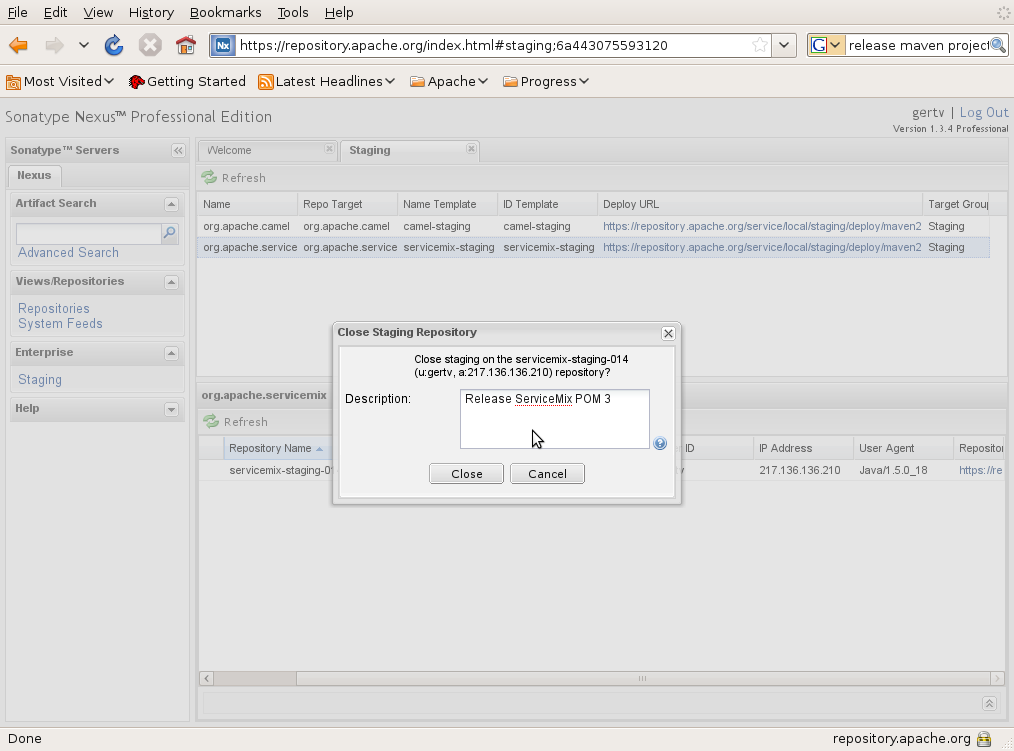 File Edit View History Bookmarks Tools Help
https://repository.apache.org/index.html#staging;6a443075593120
release maven project
Most Visited Getting Started Latest Headlines Apache Progress
Sonatype Nexus™ Professional Edition
gertv | Log Out
Version 1.3.4 Professional
Sonatype™ Servers
Nexus
Artifact Search
Advanced Search
Views/Repositories
Repositories
System Feeds
Enterprise
Staging
Help
Welcome Staging
Refresh
Name Repo Target Name Template ID Template Deploy URL Target Group
org.apache.camel org.apache.camel camel-staging camel-staging https://repository.apache.org/service/local/staging/deploy/maven2 Staging
org.apache.service org.apache.service servicemix-staging servicemix-staging https://repository.apache.org/service/local/staging/deploy/maven2 Staging
Close Staging Repository
Close staging on the servicemix-staging-014
(u:gertv, a:217.136.136.210) repository?
Description: Release ServiceMix POM 3
Close Cancel
org.apache.servicemix
Refresh
Repository Name ID IP Address User Agent Repositor
servicemix-staging-01 217.136.136.210 Java/1.5.0_18 https://re
Done
repository.apache.org